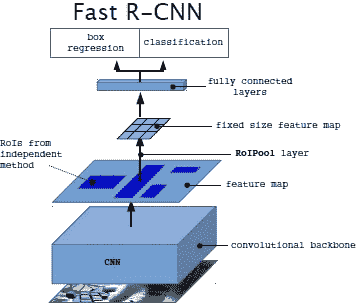 Fast R-CNN
box
regression
classification
fully connected
layers
fixed size feature map
RoIs from
independent
method
RoIPool layer
feature map
convolutional backbone
CNN